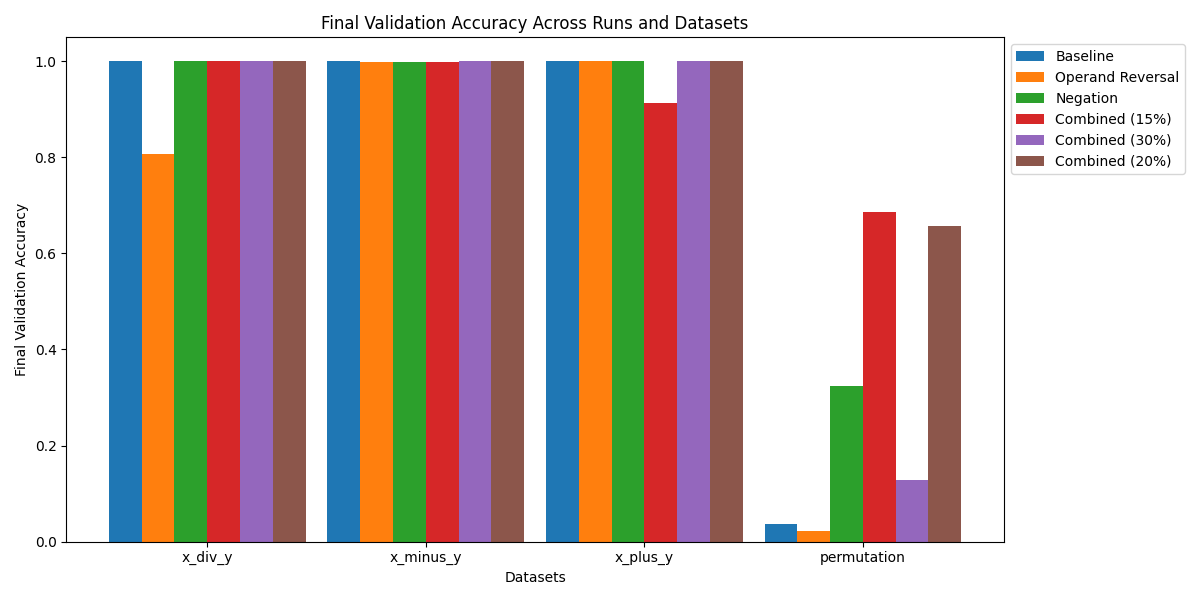 Final Validation Accuracy Across Runs and Datasets
Final Validation Accuracy
1.0
0.8
0.6
0.4
0.2
0.0
x_div_y
x_minus_y
x_plus_y
permutation
Datasets
Baseline
Operand Reversal
Negation
Combined (15%)
Combined (30%)
Combined (20%)